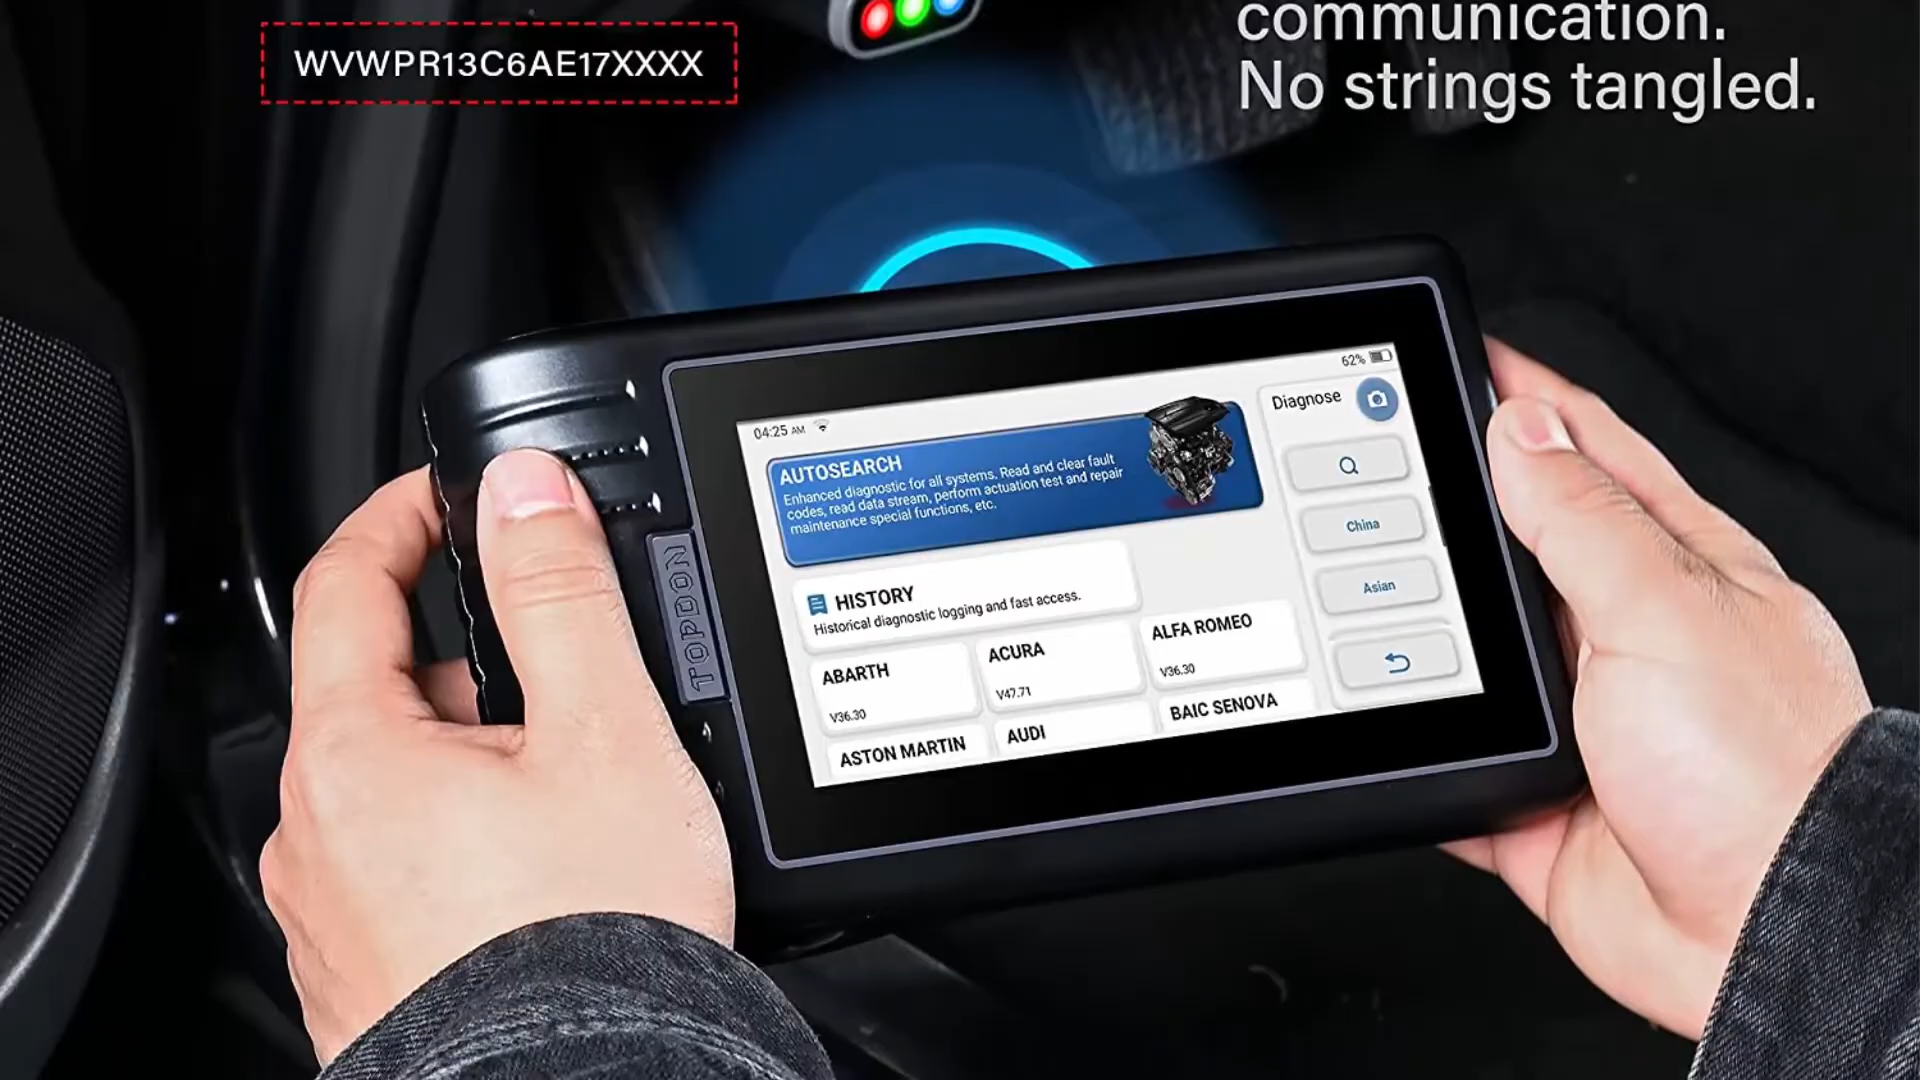 communication.
No strings tangled.
WVWPR13C6AE17XXXX
62%
04:25 AM
Diagnose
AUTOSEARCH
Enhanced diagnostic for all systems. Read and clear fault
codes, read data stream, perform actuation test and repair
maintenance special functions, etc.
China
Asian
HISTORY
Historical diagnostic logging and fast access.
ABARTH
V36.30
ACURA
V47.71
ALFA ROMEO
V36.30
ASTON MARTIN
AUDI
BAIC SENOVA
TOPDON